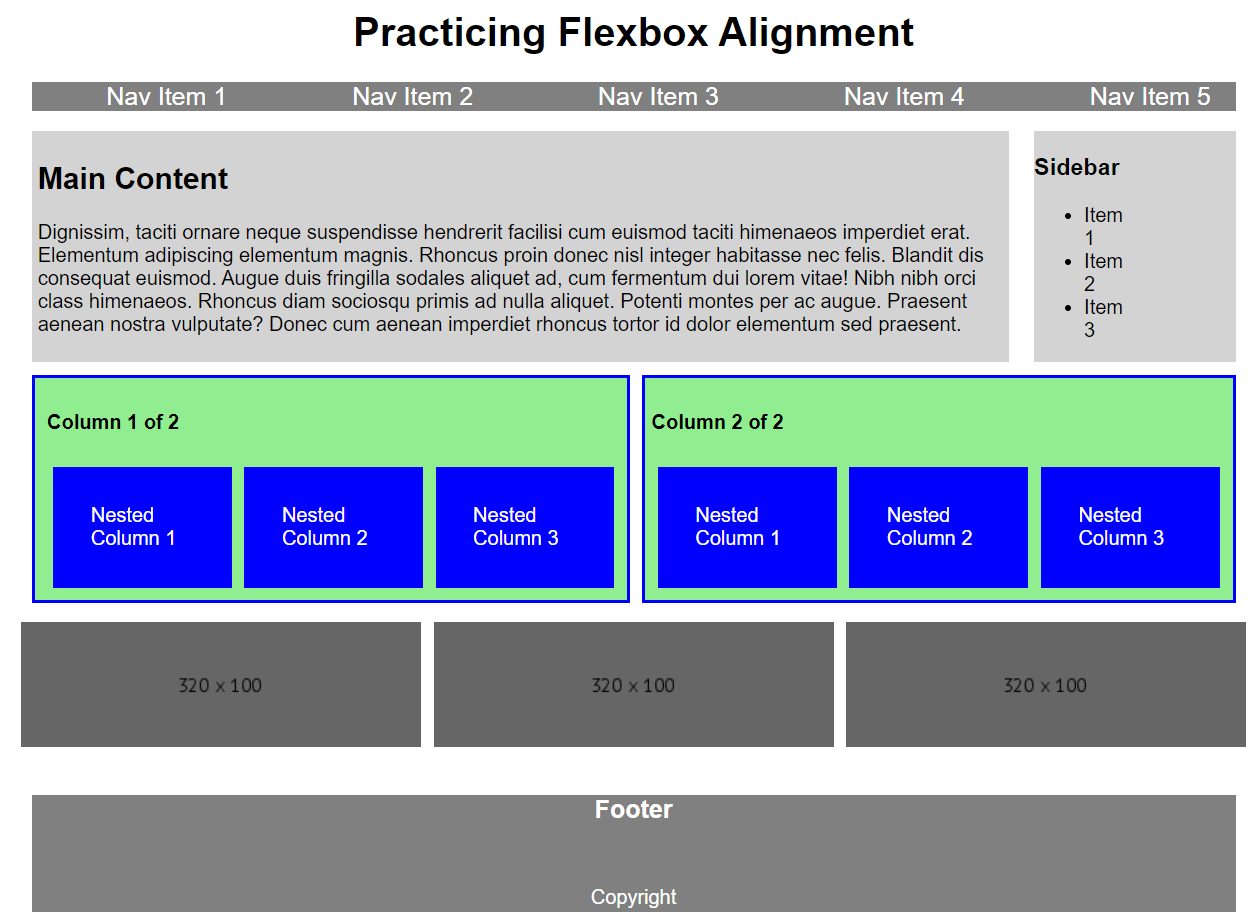 Practicing Flexbox Alignment
Nav Item 1 Nav Item 2 Nav Item 3 Nav Item 4 Nav Item 5
Main Content
Dignissim, taciti ornare neque suspendisse hendrerit facilisi cum euismod taciti himenaeos imperdiet erat.
Elementum adipiscing elementum magnis. Rhoncus proin donec nisl integer habitasse nec felis. Blandit dis
consequat euismod. Augue duis fringilla sodales aliquet ad, cum fermentum dui lorem vitae! Nibh nibh orci
class himenaeos. Rhoncus diam sociosqu primis ad nulla aliquet. Potenti montes per ac augue. Praesent
aenean nostra vulputate? Donec cum aenean imperdiet rhoncus tortor id dolor elementum sed praesent.
Sidebar
• Item
1
• Item
2
• Item
3
Column 1 of 2
Nested
Column 1
Nested
Column 2
Nested
Column 3
Column 2 of 2
Nested
Column 1
Nested
Column 2
Nested
Column 3
320 x 100
320 x 100
320 x 100
Footer
Copyright